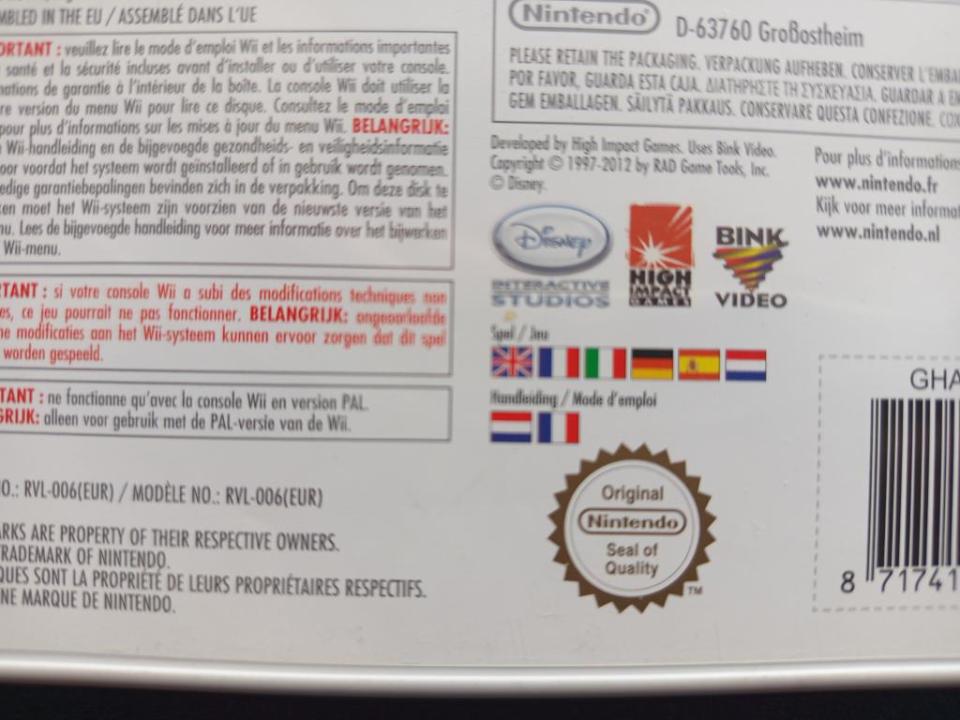 MBLED IN THE EU / ASSEMBLÉ DANS L'UE
ORTANT : veuillez lire le mode d'emploi Wii et les informations importantes
santé et la sécurité incluses avant d'installer ou d'utiliser votre console.
mations de garantie à l'intérieur de la boîte. La console Wii doit utiliser la
re version du menu Wii pour lire ce disque. Consultez le mode d'emploi
pour plus d'informations sur les mises à jour du menu Wii. BELANGRIJK:
Wii-handleiding en de bijgevoegde gezondheids- en veiligheidsinformatie
oor voordat het systeem wordt geïnstalleerd of in gebruik wordt genomen.
edige garantiebepalingen bevinden zich in de verpakking. Om deze disk te
en moet het Wii-systeem zijn voorzien van de nieuwste versie van het
nu. Lees de bijgevoegde handleiding voor meer informatie over het bijwerken
Wii-menu.
TANT : si votre console Wii a subi des modifications techniques non
es, ce jeu pourrait ne pas fonctionner. BELANGRIJK: ongeoorloofde
he modificaties aan het Wii-systeem kunnen ervoor zorgen dat dit spel
worden gespeeld.
TANT : ne fonctionne qu'avec la console Wii en version PAL.
GRIJK: alleen voor gebruik met de PAL-versie van de Wii.
O.: RVL-006(EUR) / MODÈLE NO.: RVL-006(EUR)
ARKS ARE PROPERTY OF THEIR RESPECTIVE OWNERS.
TRADEMARK OF NINTENDO.
QUES SONT LA PROPRIÉTÉ DE LEURS PROPRIÉTAIRES RESPECTIFS.
NE MARQUE DE NINTENDO.
Nintendo
D-63760 Großostheim
PLEASE RETAIN THE PACKAGING. VERPACKUNG AUFHEBEN. CONSERVER L'EMBA
POR FAVOR, GUARDA ESTA CAJA. ΔΙΑΤΗΡΗΣΤΕ ΤΗ ΣΥΣΚΕΥΑΣΙΑ. GUARDAR A EM
GEM EMBALLAGEN. SÄILYTÄ PAKKAUS. CONSERVARE QUESTA CONFEZIONE.
Developed by High Impact Games. Uses Bink Video.
Copyright © 1997-2012 by RAD Game Tools, Inc.
© Disney.
Disney
INTERACTIVE
STUDIOS
HIGH
IMPACT
GAMES
BINK
VIDEO
Spel / Jeu
Handleiding / Mode d'emploi
Original
Nintendo
Seal of
Quality
TM
Pour plus d'informations
www.nintendo.fr
Kijk voor meer informat
www.nintendo.nl
GHA
8 71741